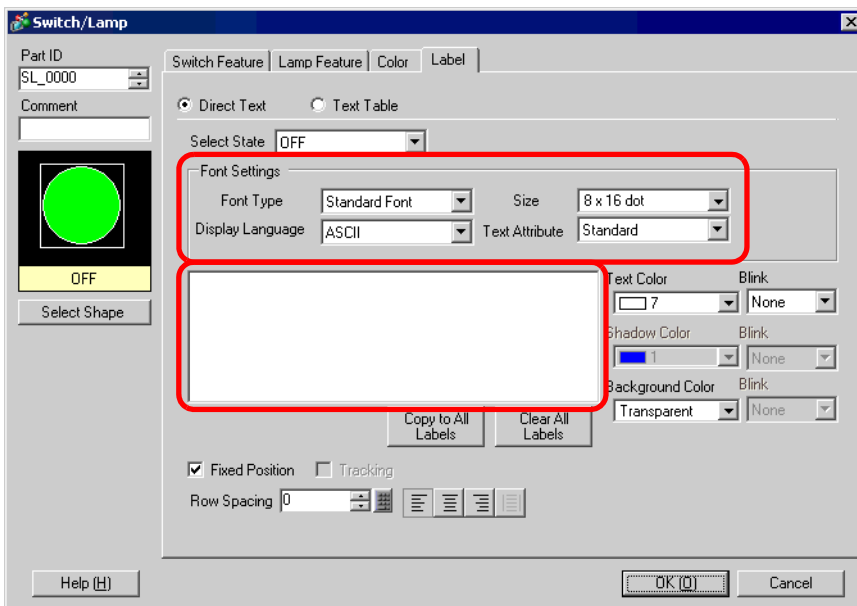 Switch/Lamp
Part ID
SL_0000
Comment
OFF
Select Shape
Switch Feature Lamp Feature Color Label
Direct Text Text Table
Select State OFF
Font Settings
Font Type Standard Font Size 8 x 16 dot
Display Language ASCII Text Attribute Standard
Text Color Blink
7 None
Shadow Color Blink
1 None
Background Color Blink
Transparent None
Copy to All Labels
Clear All Labels
Fixed Position Tracking
Row Spacing 0
Help (H) OK (O) Cancel